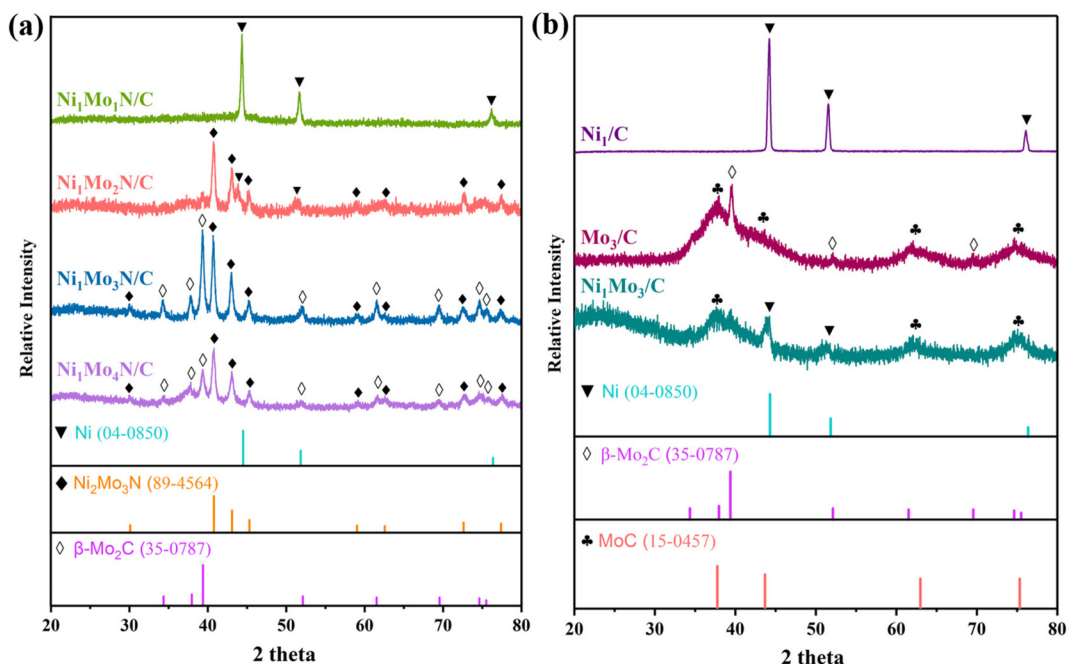 (a)
Ni₁Mo₁N/C
Ni₁Mo₂N/C
Ni₁Mo₃N/C
Ni₁Mo₄N/C
▼ Ni (04-0850)
◆ Ni₂Mo₃N (89-4564)
◇ β-Mo₂C (35-0787)
Relative Intensity
20 30 40 50 60 70 80
2 theta
(b)
Ni₁/C
Mo₃/C
Ni₁Mo₃/C
▼ Ni (04-0850)
◇ β-Mo₂C (35-0787)
♣ MoC (15-0457)
Relative Intensity
20 30 40 50 60 70 80
2 theta